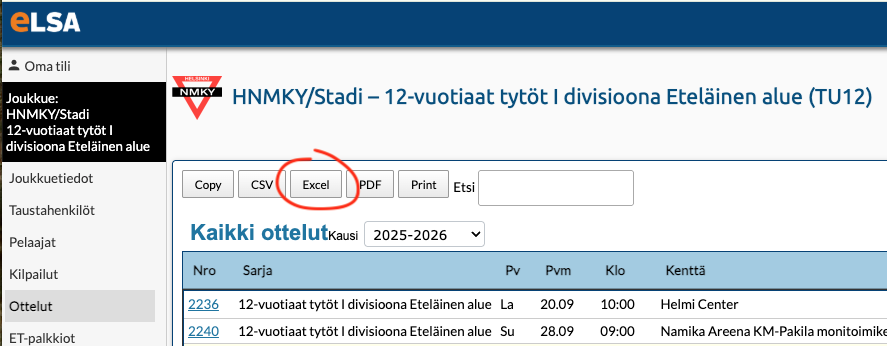 eLSA
Oma tili
Joukkue:
HNMKY/Stadi
12-vuotiaat tytöt I
divisioona Eteläinen alue
Joukkuetiedot
Taustahenkilöt
Pelaajat
Kilpailut
Ottelut
ET-palkkiot
HELSINKI
NMKY
HNMKY/Stadi – 12-vuotiaat tytöt I divisioona Eteläinen alue (TU12)
Copy CSV Excel PDF Print Etsi
Kaikki ottelut Kausi 2025-2026
Nro Sarja Pv Pvm Klo Kenttä
2236 12-vuotiaat tytöt I divisioona Eteläinen alue La 20.09 10:00 Helmi Center
2240 12-vuotiaat tytöt I divisioona Eteläinen alue Su 28.09 09:00 Namika Areena KM-Pakila monitoimike